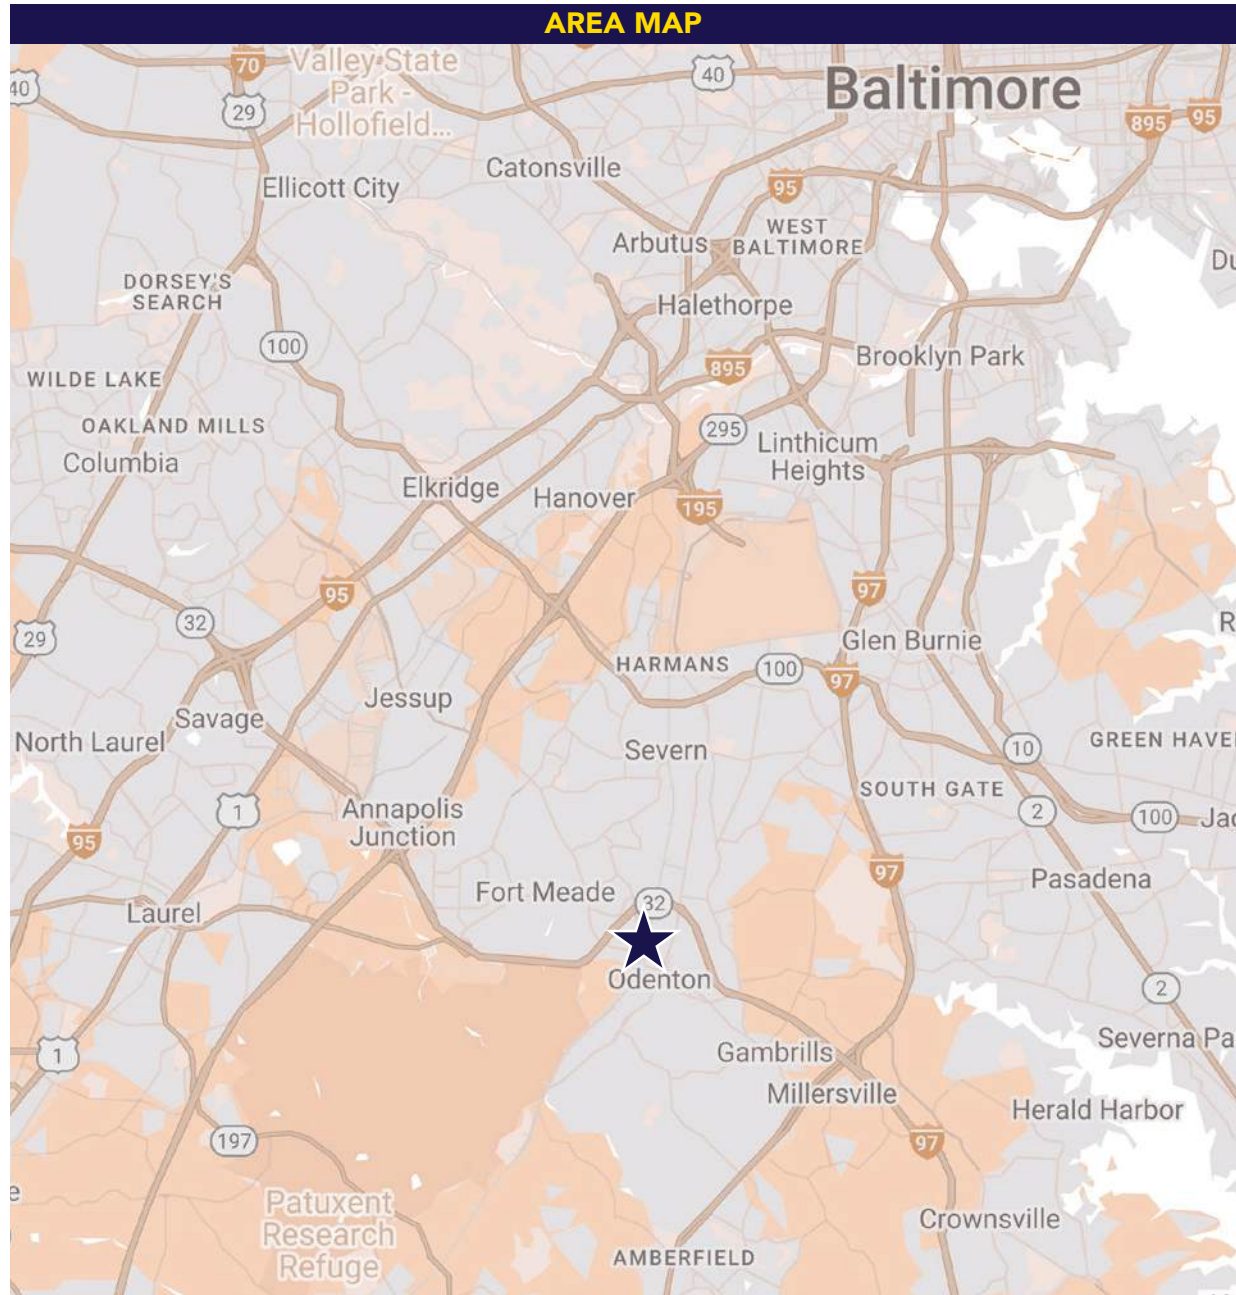 AREA MAP
70
Valley State
Park -
Hollofield...
40
40
29
Baltimore
895
95
Catonsville
Ellicott City
95
WEST
BALTIMORE
Arbutus
DORSEY'S
SEARCH
Halethorpe
100
Brooklyn Park
895
WILDE LAKE
OAKLAND MILLS
295
Columbia
Linthicum
Heights
Elkridge
Hanover
195
95
97
32
29
Glen Burnie
HARMANS
100
97
Jessup
Savage
North Laurel
Severn
10
GREEN HAVE
SOUTH GATE
1
Annapolis
Junction
2
100
Jac
95
97
Pasadena
Fort Meade
32
Laurel
Odenton
2
1
Gambrills
Severna Pa
Millersville
Herald Harbor
197
97
Patuxent
Research
Refuge
Crownsville
AMBERFIELD